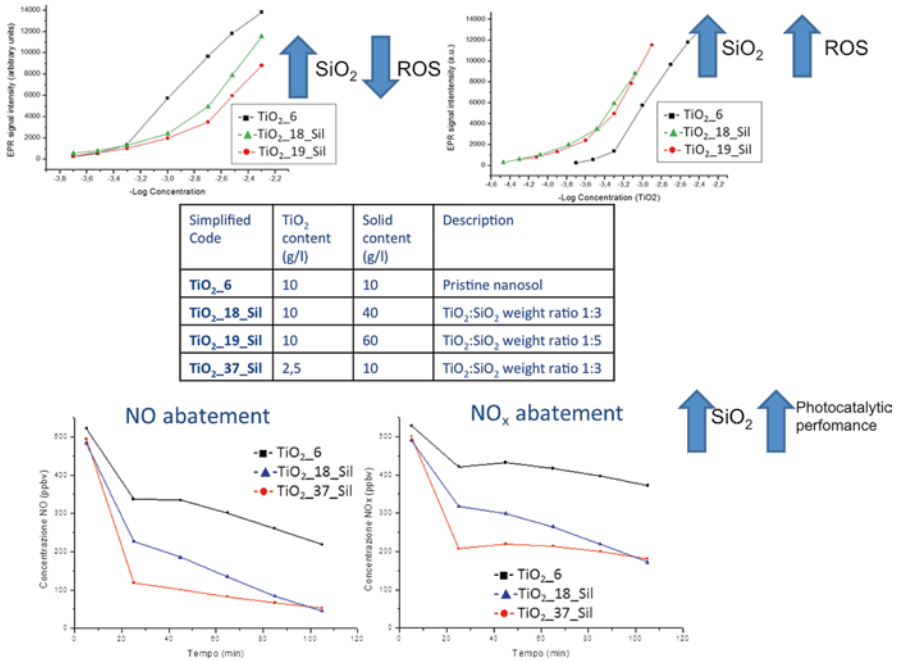 EPR signal intensity (arbitrary units)
14000
12000
10000
8000
6000
4000
2000
0
-3,8 -3,6 -3,4 -3,2 -3,0 -2,8 -2,6 -2,4 -2,2
-Log Concentration
TiO₂_6
TiO₂_18_Sil
TiO₂_19_Sil
SiO₂ ROS
EPR signal intentensity (a.u.)
14000
12000
10000
8000
6000
4000
2000
0
-4,6 -4,4 -4,2 -4,0 -3,8 -3,6 -3,4 -3,2 -3,0 -2,8 -2,6 -2,4 -2,2
-Log Concentration (TiO2)
TiO₂_6
TiO₂_18_Sil
TiO₂_19_Sil
SiO₂ ROS
Simplified Code TiO₂ content (g/l) Solid content (g/l) Description
TiO₂_6 10 10 Pristine nanosol
TiO₂_18_Sil 10 40 TiO₂:SiO₂ weight ratio 1:3
TiO₂_19_Sil 10 60 TiO₂:SiO₂ weight ratio 1:5
TiO₂_37_Sil 2,5 10 TiO₂:SiO₂ weight ratio 1:3
NO abatement
Concentrazione NO (ppbv)
500
400
300
200
100
0
0 20 40 60 80 100 120
Tempo (min)
TiO₂_6
TiO₂_18_Sil
TiO₂_37_Sil
NOₓ abatement
Concentrazione NOx (ppbv)
500
400
300
200
100
0
0 20 40 60 80 100 120
Tempo (min)
TiO₂_6
TiO₂_18_Sil
TiO₂_37_Sil
SiO₂
Photocatalytic
perfomance